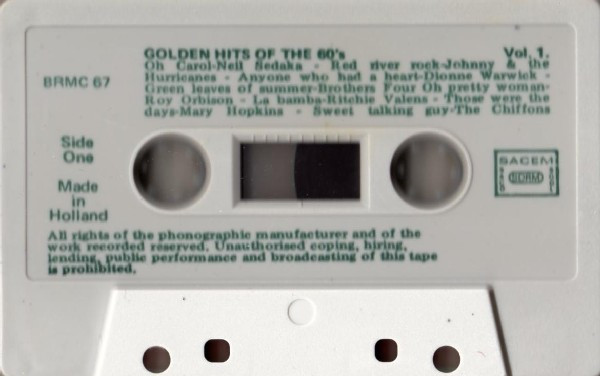 GOLDEN HITS OF THE 60's Vol. 1.
Oh Carol-Neil Sedaka - Red river rock-Johnny & the
BRMC 67
Hurricanes - Anyone who had a heart-Dionne Warwick -
Green leaves of summer-Brothers Four Oh pretty woman-
Roy Orbison - La bamba-Ritchie Valens - Those were the
days-Mary Hopkins - Sweet talking guy-The Chiffons
Side
One
Made
in
Holland
SACEM
BIEM
All rights of the phonographic manufacturer and of the
work recorded reserved. Unauthorised coping, hiring,
lending, public performance and broadcasting of this tape
is prohibited.